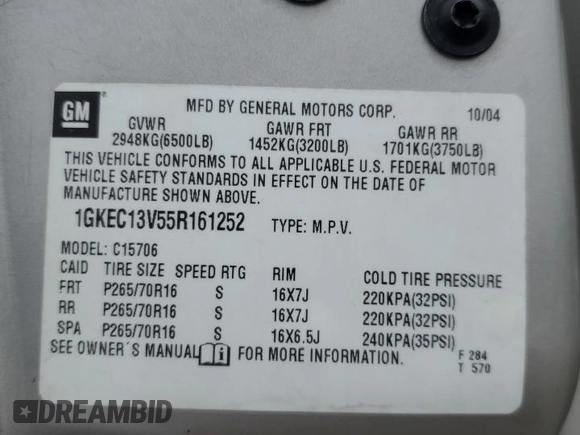 GM
MFD BY GENERAL MOTORS CORP. 10/04
GVWR GAWR FRT GAWR RR
2948KG(6500LB) 1452KG(3200LB) 1701KG(3750LB)
THIS VEHICLE CONFORMS TO ALL APPLICABLE U.S. FEDERAL MOTOR
VEHICLE SAFETY STANDARDS IN EFFECT ON THE DATE OF
MANUFACTURE SHOWN ABOVE.
1GKEC13V55R161252 TYPE: M.P.V.
MODEL: C15706
CAID TIRE SIZE SPEED RTG RIM COLD TIRE PRESSURE
FRT P265/70R16 S 16X7J 220KPA(32PSI)
RR P265/70R16 S 16X7J 220KPA(32PSI)
SPA P265/70R16 S 16X6.5J 240KPA(35PSI)
SEE OWNER'S MANUAL i FOR MORE INFORMATION.
F 284
T 570
DREAMBID